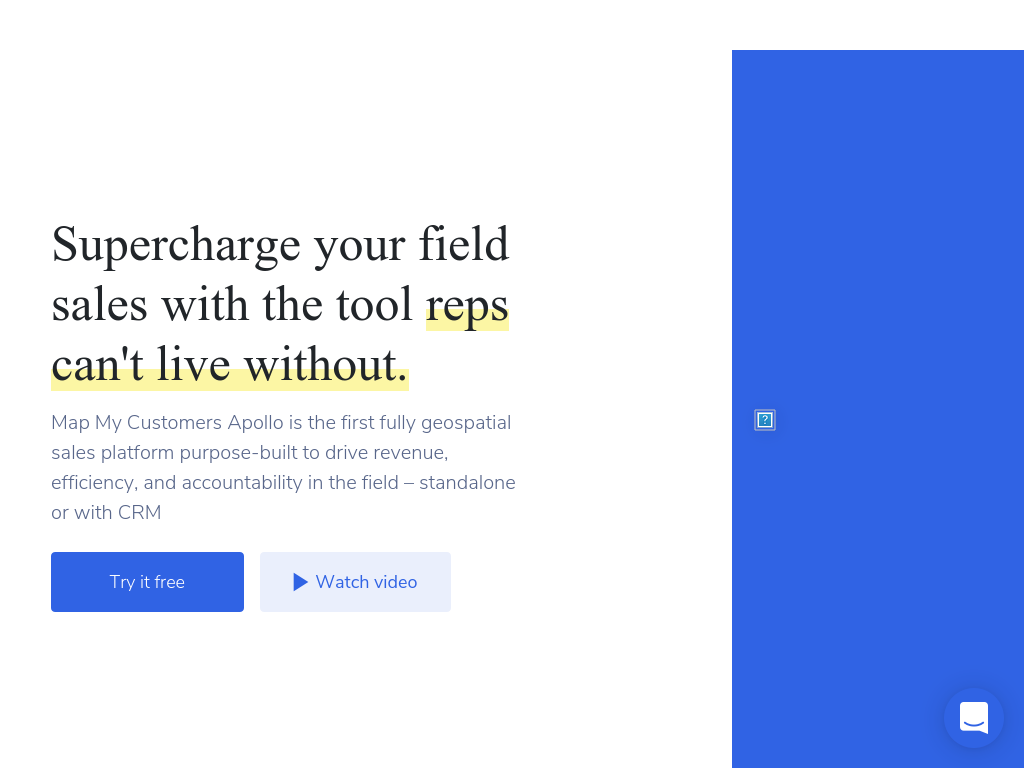 Supercharge your field
sales with the tool reps
can't live without.
Map My Customers Apollo is the first fully geospatial
sales platform purpose-built to drive revenue,
efficiency, and accountability in the field – standalone
or with CRM
Try it free
Watch video
?